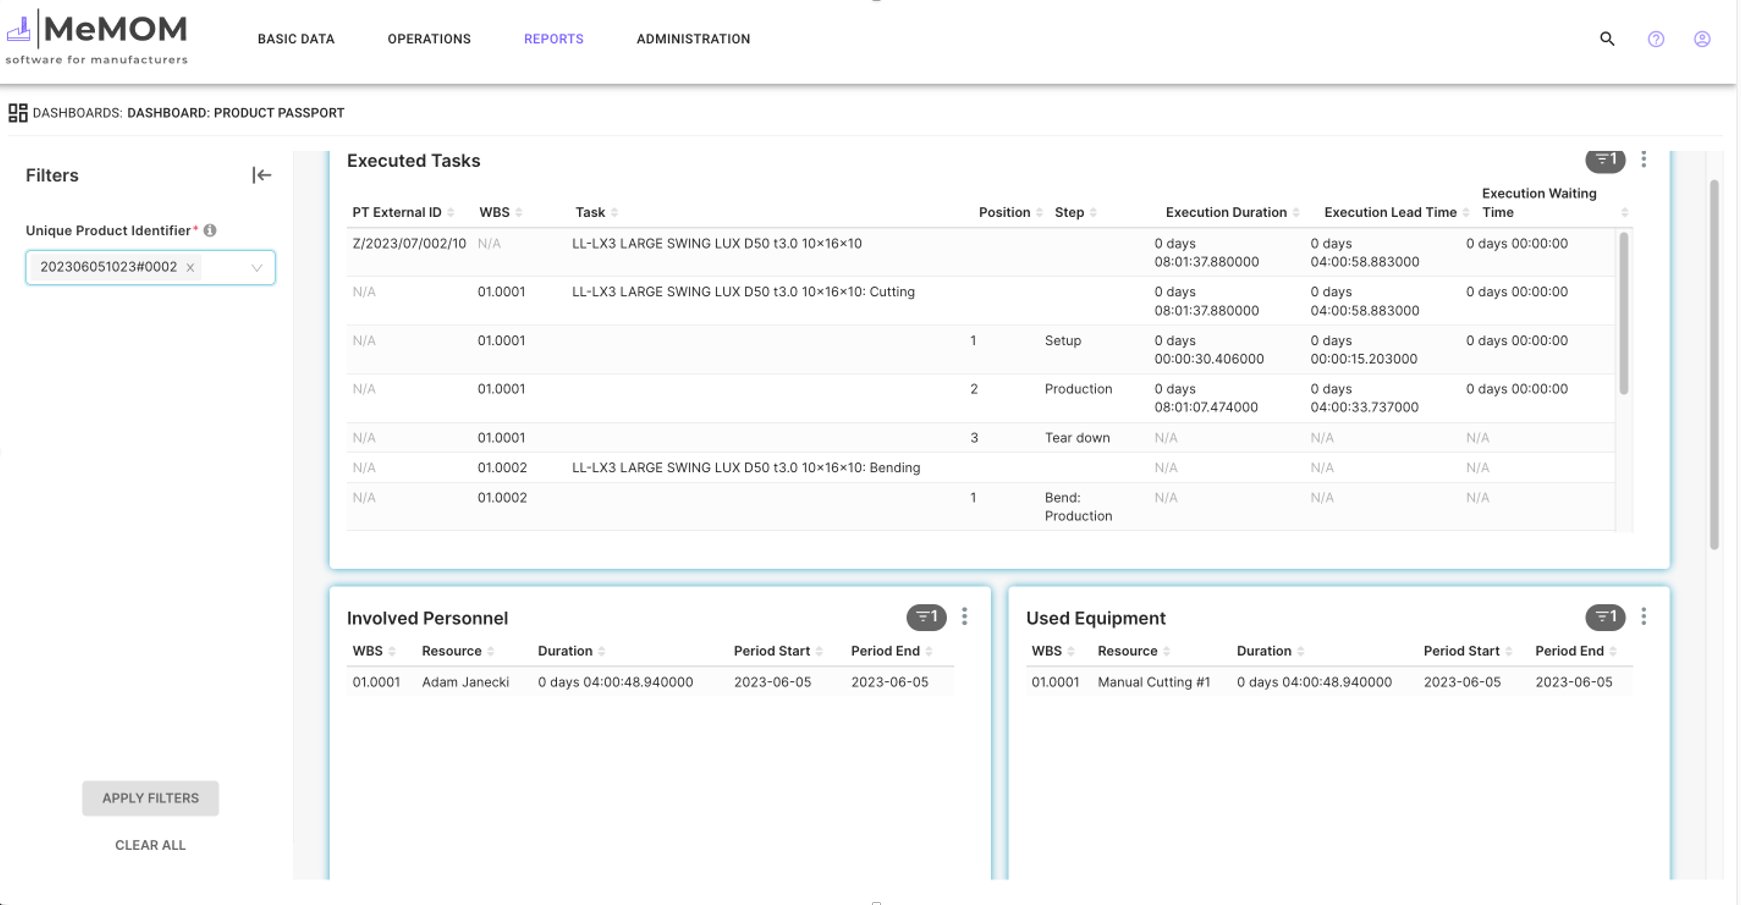 MeMOM
software for manufacturers
BASIC DATA OPERATIONS REPORTS ADMINISTRATION
DASHBOARDS: DASHBOARD: PRODUCT PASSPORT
Filters
Unique Product Identifier*
202306051023#0002 x
APPLY FILTERS
CLEAR ALL
Executed Tasks 1
PT External ID WBS Task Position Step Execution Duration Execution Lead Time Execution Waiting Time
Z/2023/07/002/10 N/A LL-LX3 LARGE SWING LUX D50 t3.0 10x16x10 0 days 08:01:37.880000 0 days 04:00:58.883000 0 days 00:00:00
N/A 01.0001 LL-LX3 LARGE SWING LUX D50 t3.0 10x16x10: Cutting 0 days 08:01:37.880000 0 days 04:00:58.883000 0 days 00:00:00
N/A 01.0001 1 Setup 0 days 00:00:30.406000 0 days 00:00:15.203000 0 days 00:00:00
N/A 01.0001 2 Production 0 days 08:01:07.474000 0 days 04:00:33.737000 0 days 00:00:00
N/A 01.0001 3 Tear down N/A N/A N/A
N/A 01.0002 LL-LX3 LARGE SWING LUX D50 t3.0 10x16x10: Bending N/A N/A N/A
N/A 01.0002 1 Bend: Production N/A N/A N/A
Involved Personnel 1
WBS Resource Duration Period Start Period End
01.0001 Adam Janecki 0 days 04:00:48.940000 2023-06-05 2023-06-05
Used Equipment 1
WBS Resource Duration Period Start Period End
01.0001 Manual Cutting #1 0 days 04:00:48.940000 2023-06-05 2023-06-05